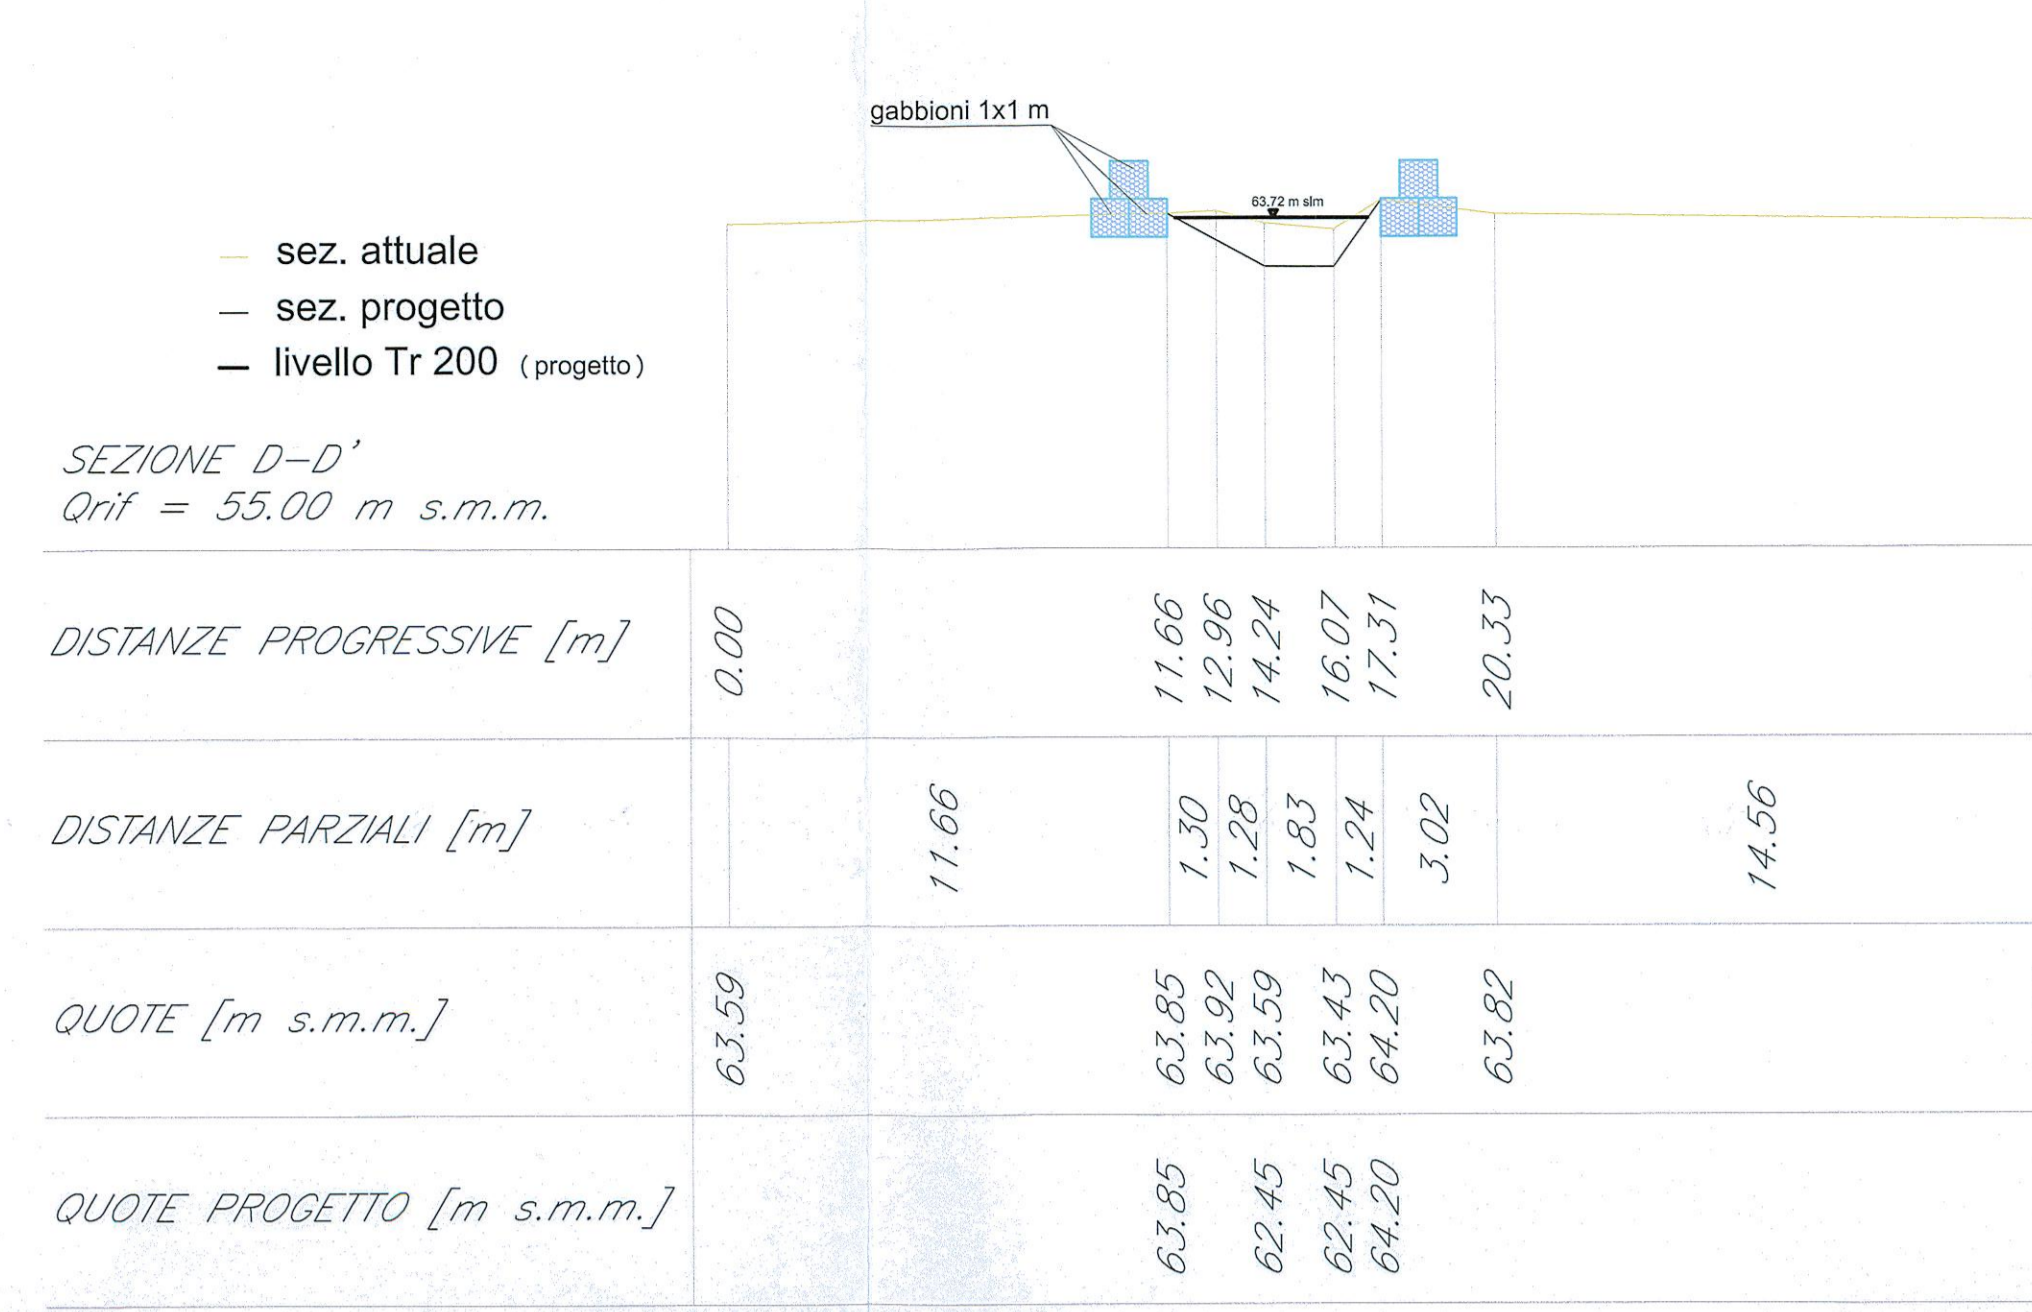 gabbioni 1x1 m
63.72 m slm
sez. attuale
sez. progetto
livello Tr 200 (progetto)
SEZIONE D-D'
Qrif = 55.00 m s.m.m.
DISTANZE PROGRESSIVE [m] 0.00 11.66 12.96 14.24 16.07 17.31 20.33
DISTANZE PARZIALI [m] 11.66 1.30 1.28 1.83 1.24 3.02 14.56
QUOTE [m s.m.m.] 63.59 63.85 63.92 63.59 63.43 64.20 63.82
QUOTE PROGETTO [m s.m.m.] 63.85 62.45 62.45 64.20